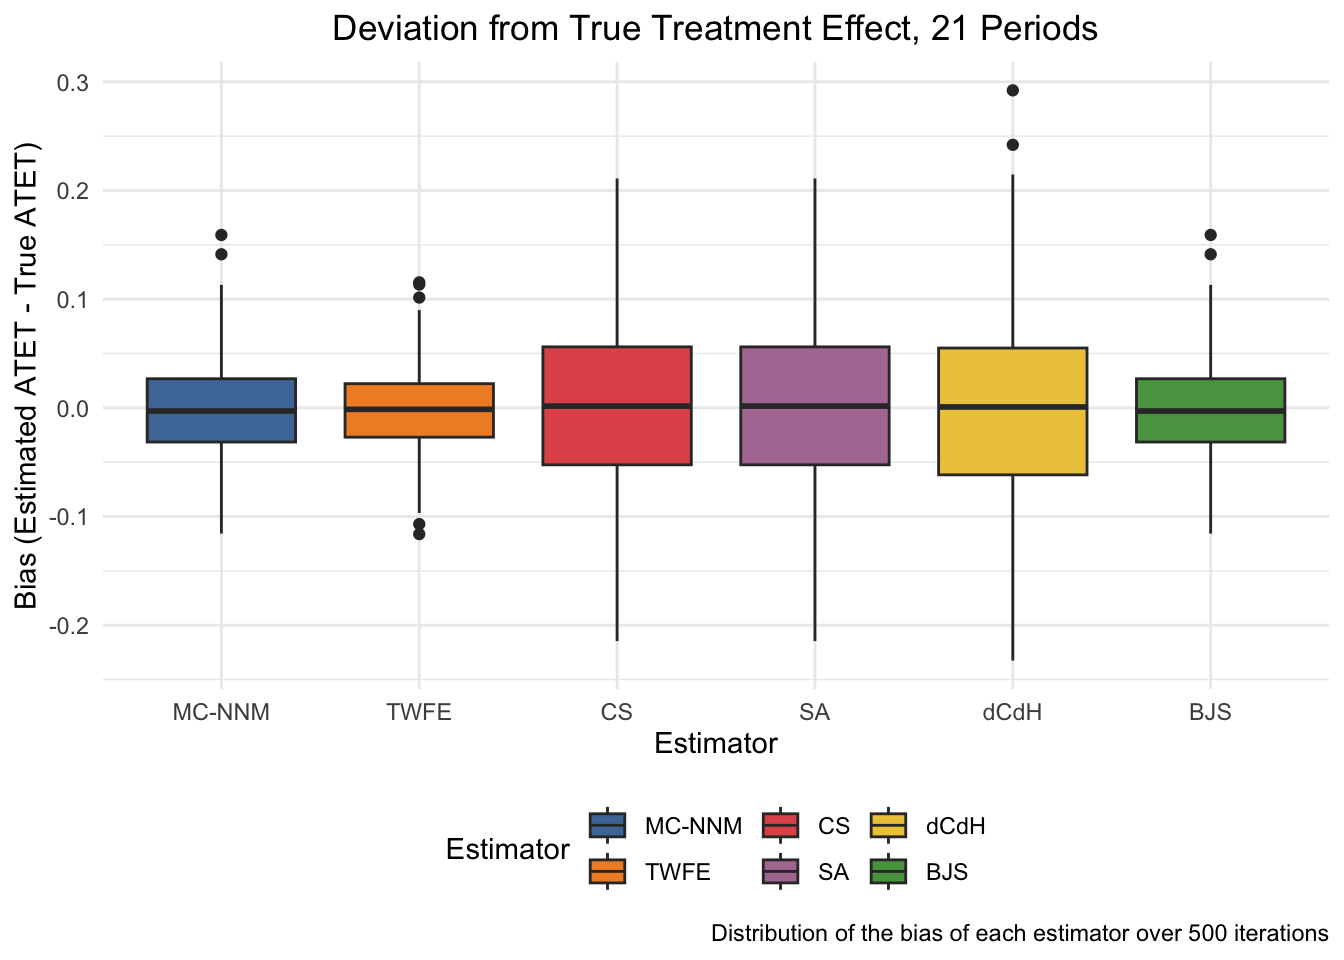 Deviation from True Treatment Effect, 21 Periods
Bias (Estimated ATET - True ATET)
0.3
0.2
0.1
0.0
-0.1
-0.2
MC-NNM TWFE CS SA dCdH BJS
Estimator
Estimator
MC-NNM CS dCdH
TWFE SA BJS
Distribution of the bias of each estimator over 500 iterations